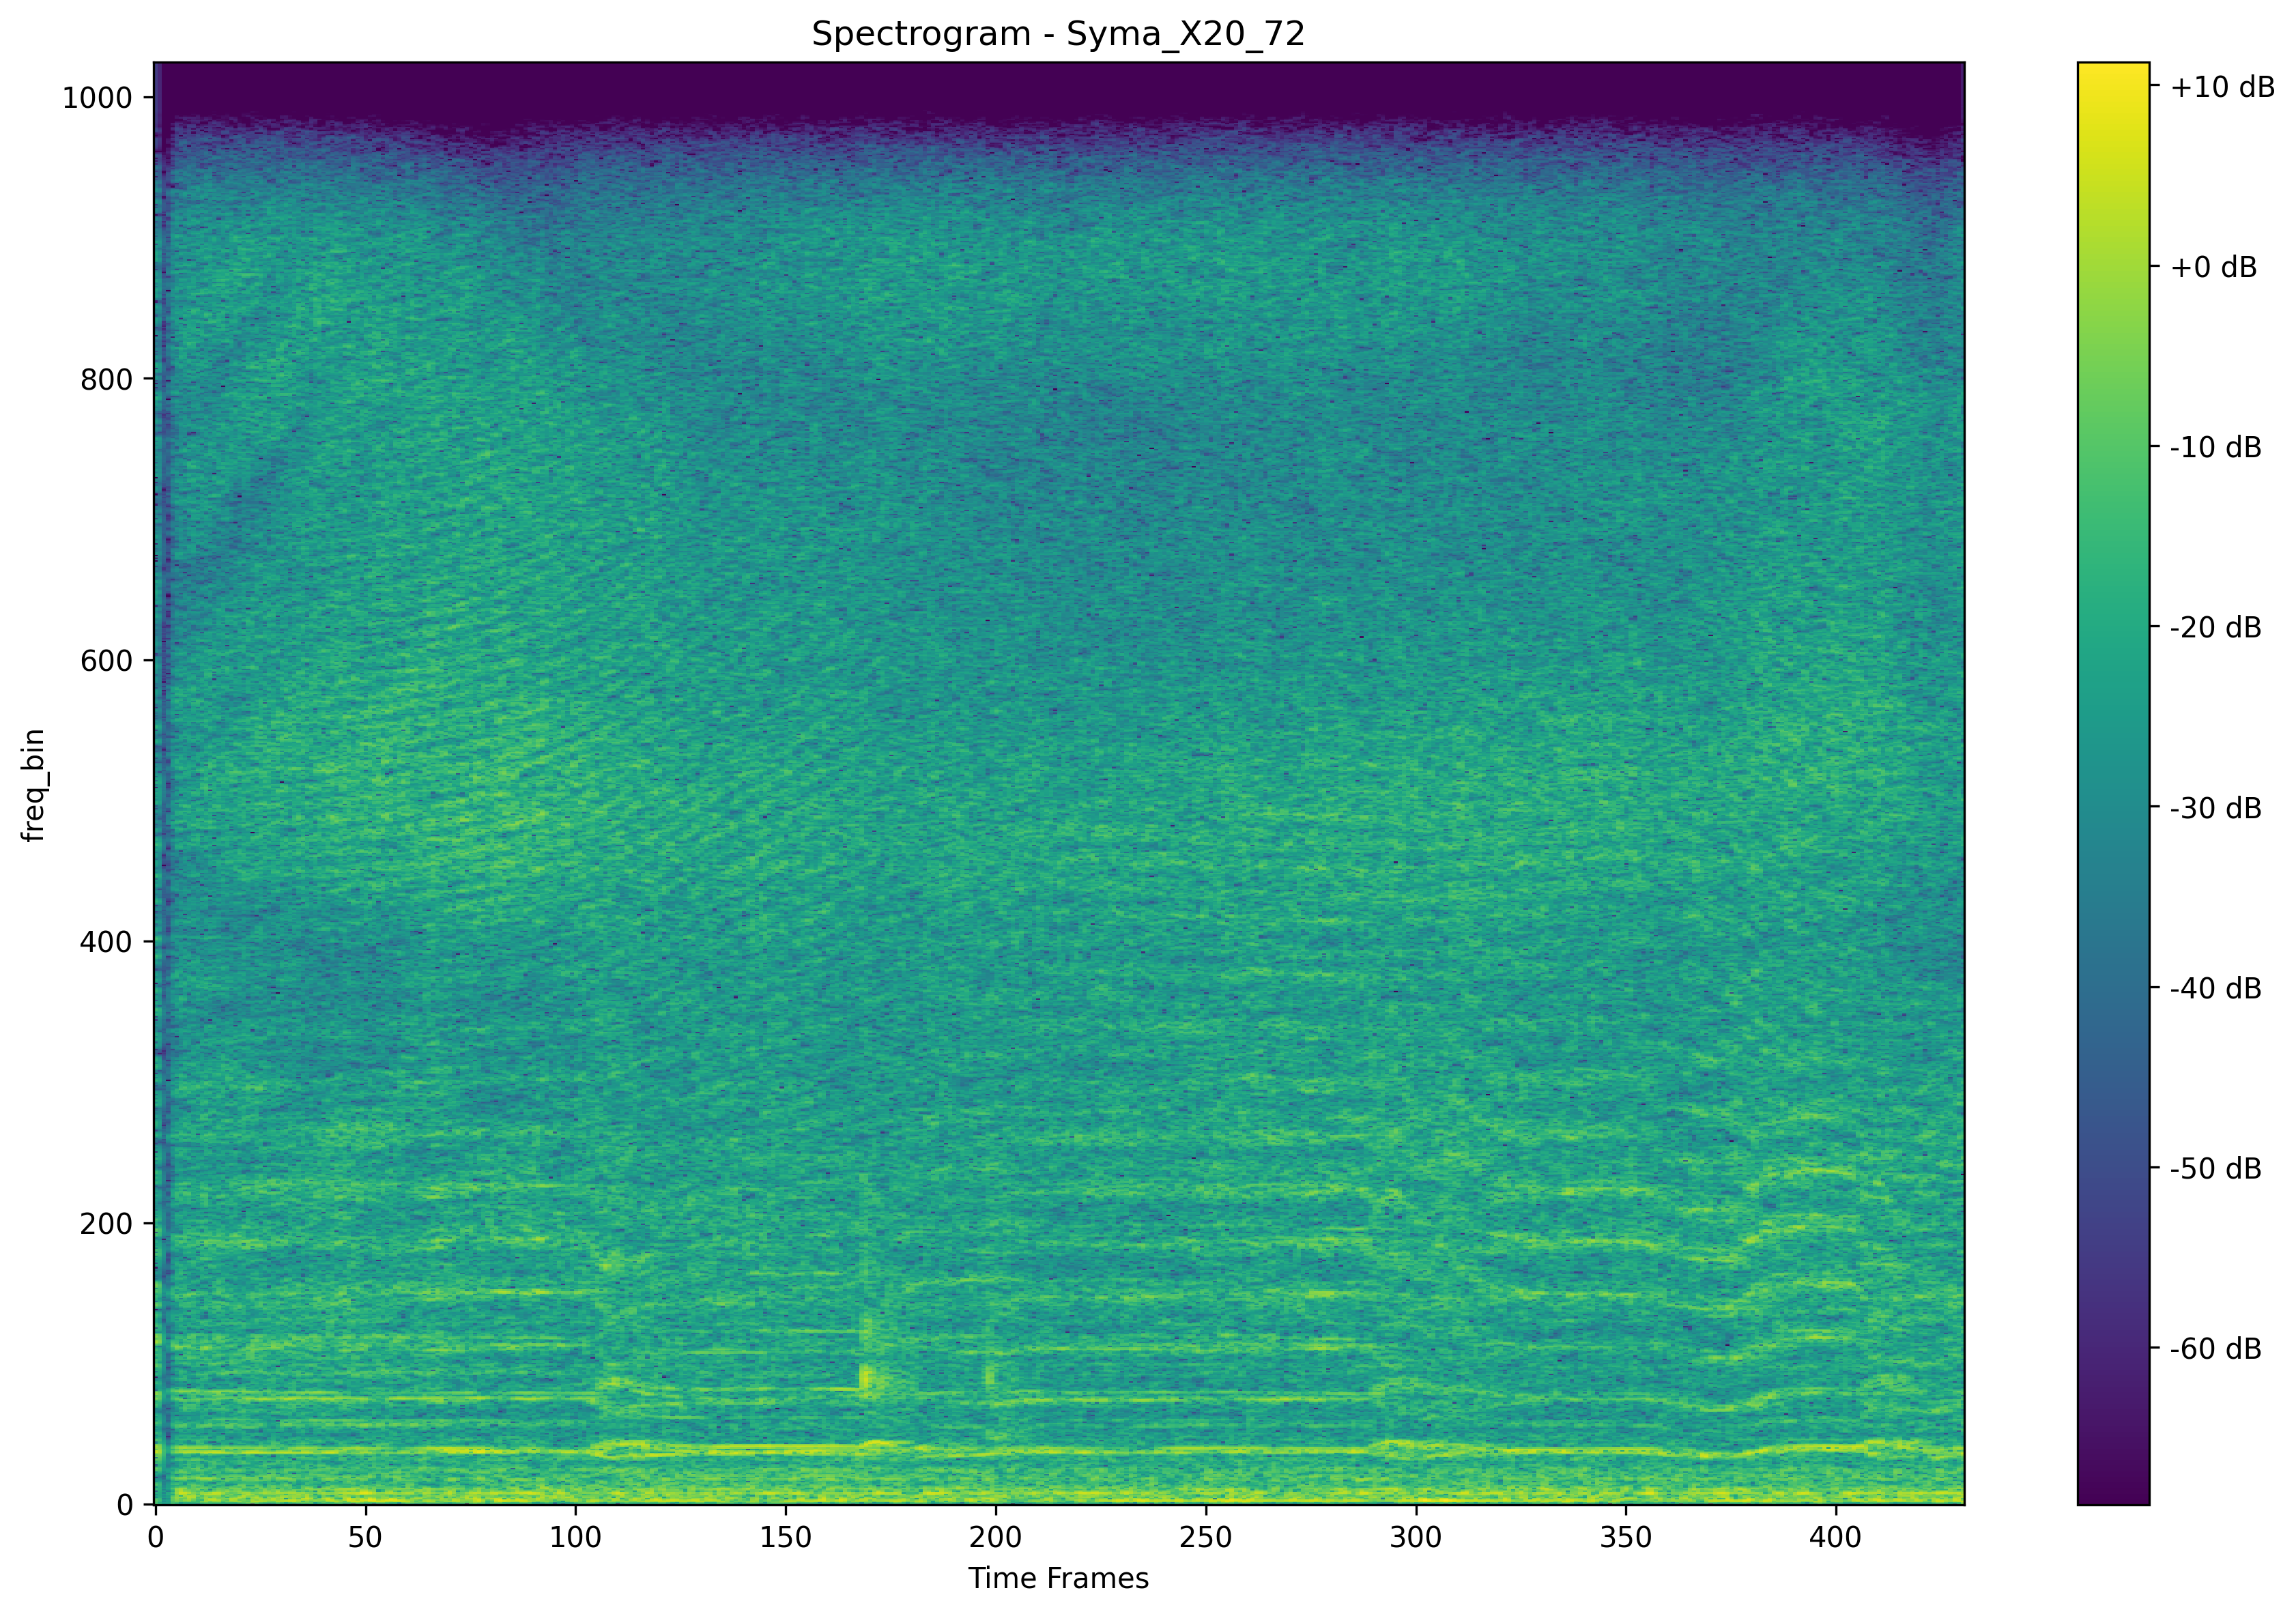 Spectrogram - Syma_X20_72
1000
800
600
400
200
0
freq_bin
0 50 100 150 200 250 300 350 400
Time Frames
+10 dB
+0 dB
-10 dB
-20 dB
-30 dB
-40 dB
-50 dB
-60 dB